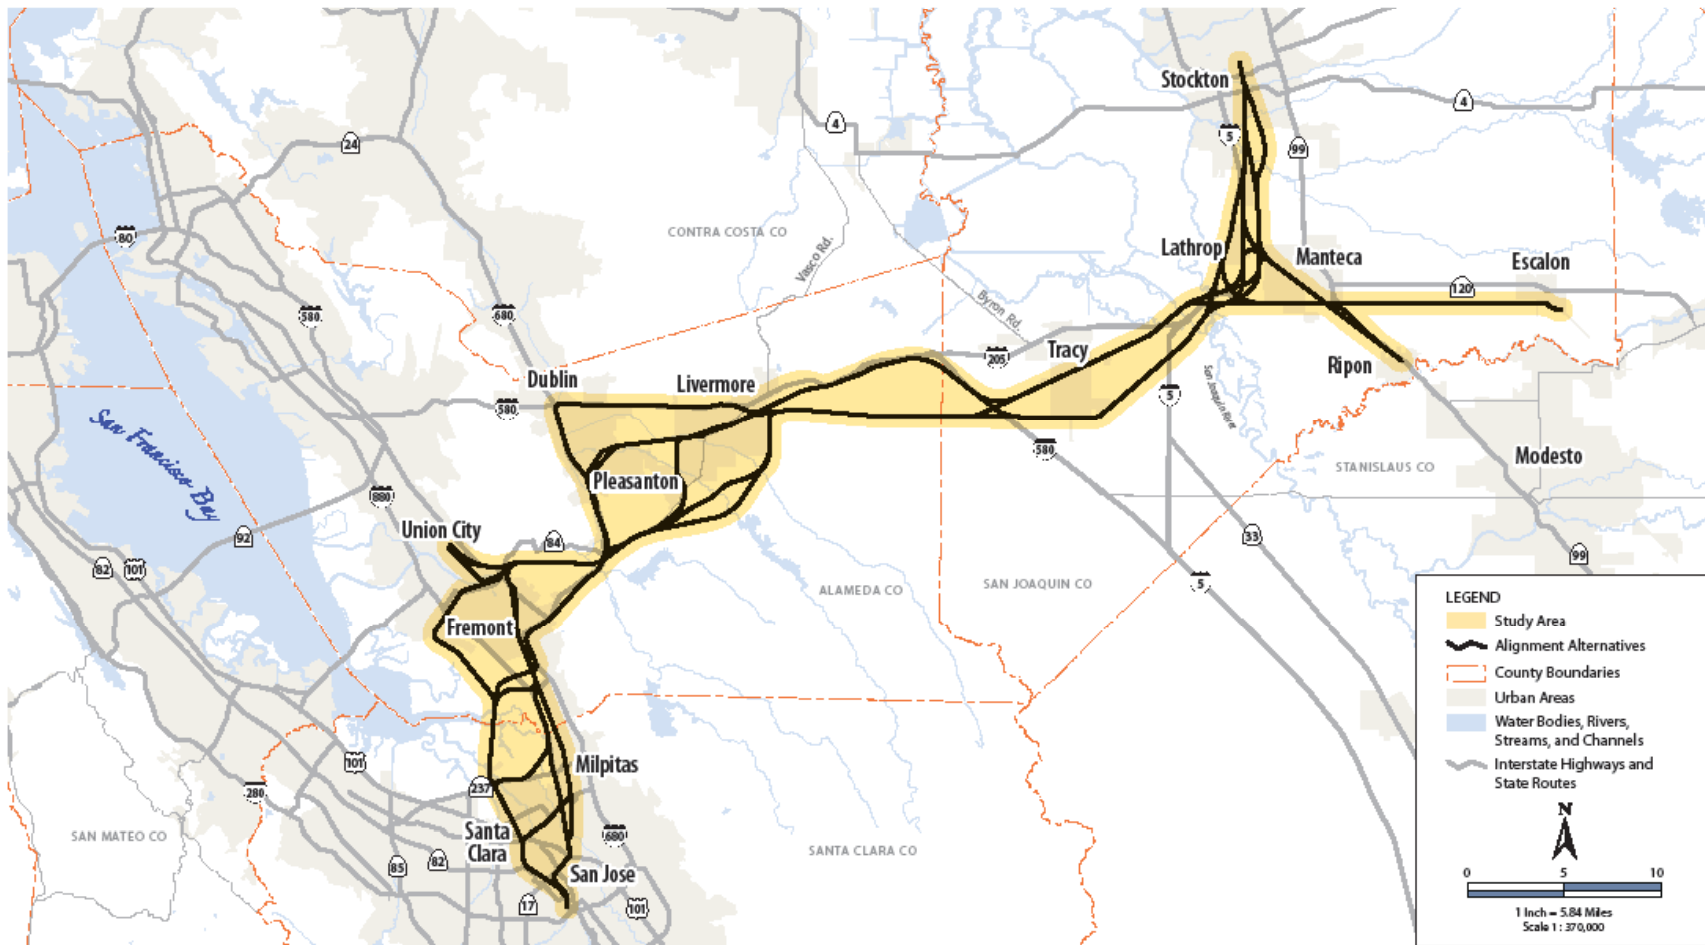 Stockton
4
4
5
99
24
80
CONTRA COSTA CO
Vasco Rd.
Lathrop
Manteca
Escalon
120
Byron Rd.
580
680
205
Tracy
Ripon
San Joaquin River
Dublin
Livermore
580
5
580
San Francisco Bay
Pleasanton
STANISLAUS CO
Modesto
880
Union City
92
84
33
99
82
101
ALAMEDA CO
SAN JOAQUIN CO
5
Fremont
Milpitas
101
237
280
SAN MATEO CO
Santa
Clara
680
SANTA CLARA CO
85
82
San Jose
17
101
LEGEND
Study Area
Alignment Alternatives
County Boundaries
Urban Areas
Water Bodies, Rivers,
Streams, and Channels
Interstate Highways and
State Routes
N
0 5 10
1 Inch = 5.84 Miles
Scale 1 : 370,000